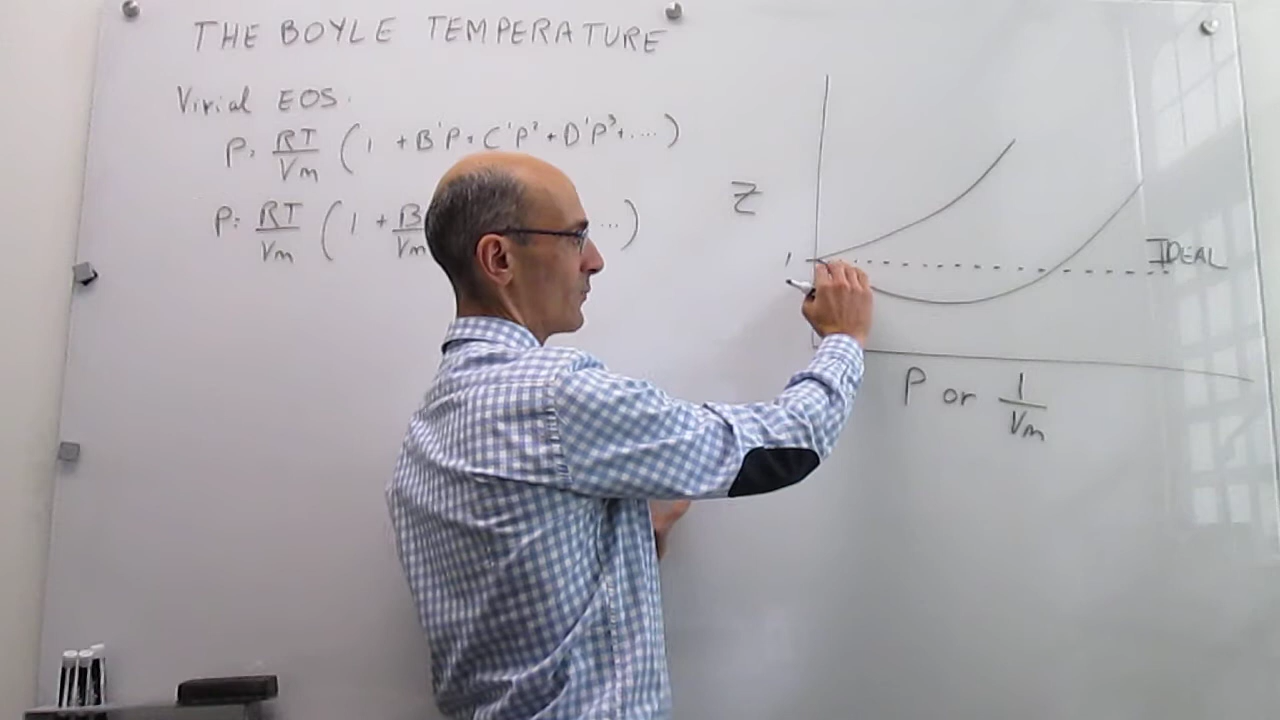 THE BOYLE TEMPERATURE
Virial EOS.
P = RT/Vm (1 + B'P + C'P² + D'P³ + ....)
P = RT/Vm (1 + B/Vm ...)
Z
1
IDEAL
P or 1/Vm